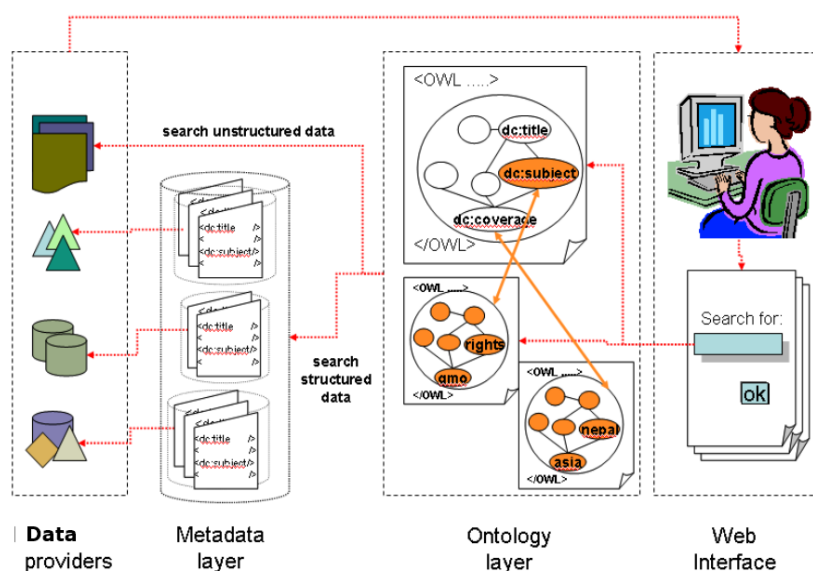 <OWL .....>
dc:title
dc:subject
dc:coverage
</OWL>
search unstructured data
<dc:title />
<
<dc:subject/>
< />
<dc:title />
<
<dc:subject/>
< />
<dc:title />
<
<dc:subject/>
< />
search
structured
data
<OWL .....>
rights
gmo
</OWL>
<OWL .....>
nepal
asia
</OWL>
Search for:
ok
Data
providers
Metadada
layer
Ontology
layer
Web
Interface